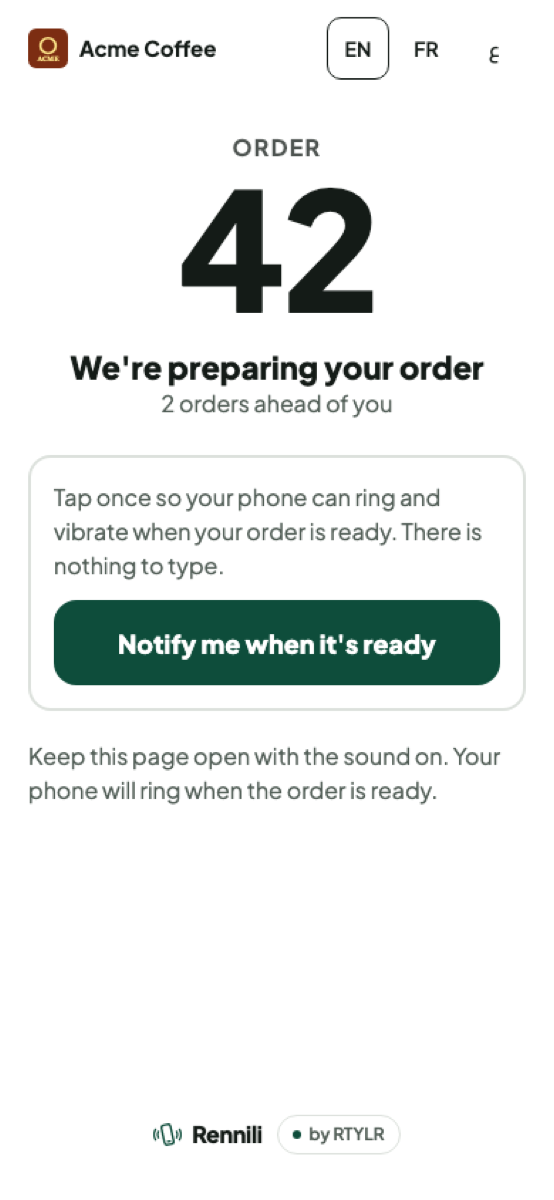 ACME
Acme Coffee
EN
FR
ع
ORDER
42
We're preparing your order
2 orders ahead of you
Tap once so your phone can ring and
vibrate when your order is ready. There is
nothing to type.
Notify me when it's ready
Keep this page open with the sound on. Your
phone will ring when the order is ready.
Rennili
by RTYLR